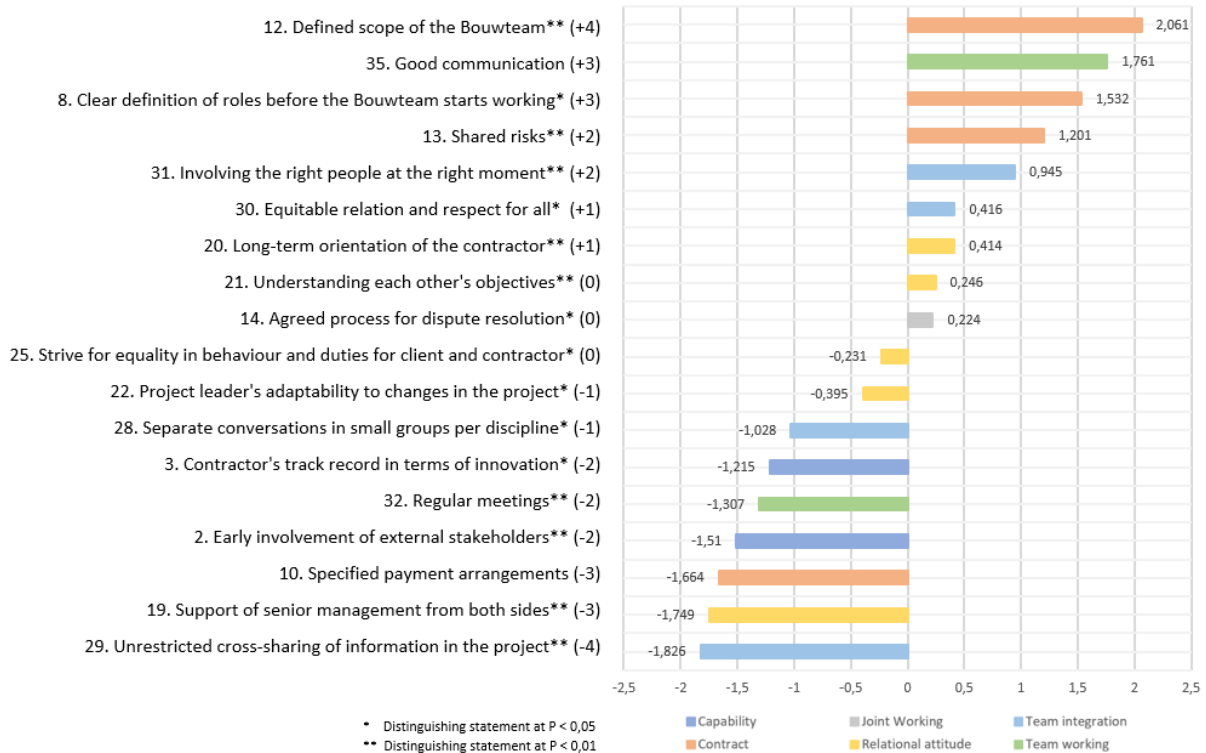 12. Defined scope of the Bouwteam** (+4)
2,061
35. Good communication (+3)
1,761
8. Clear definition of roles before the Bouwteam starts working* (+3)
1,532
13. Shared risks** (+2)
1,201
31. Involving the right people at the right moment** (+2)
0,945
30. Equitable relation and respect for all* (+1)
0,416
20. Long-term orientation of the contractor** (+1)
0,414
21. Understanding each other's objectives** (0)
0,246
14. Agreed process for dispute resolution* (0)
0,224
25. Strive for equality in behaviour and duties for client and contractor* (0)
-0,231
22. Project leader's adaptability to changes in the project* (-1)
-0,395
28. Separate conversations in small groups per discipline* (-1)
-1,028
3. Contractor's track record in terms of innovation* (-2)
-1,215
32. Regular meetings** (-2)
-1,307
2. Early involvement of external stakeholders** (-2)
-1,51
10. Specified payment arrangements (-3)
-1,664
19. Support of senior management from both sides** (-3)
-1,749
29. Unrestricted cross-sharing of information in the project** (-4)
-1,826
-2,5 -2 -1,5 -1 -0,5 0 0,5 1 1,5 2 2,5
* Distinguishing statement at P < 0,05
** Distinguishing statement at P < 0,01
Capability Joint Working Team integration
Contract Relational attitude Team working